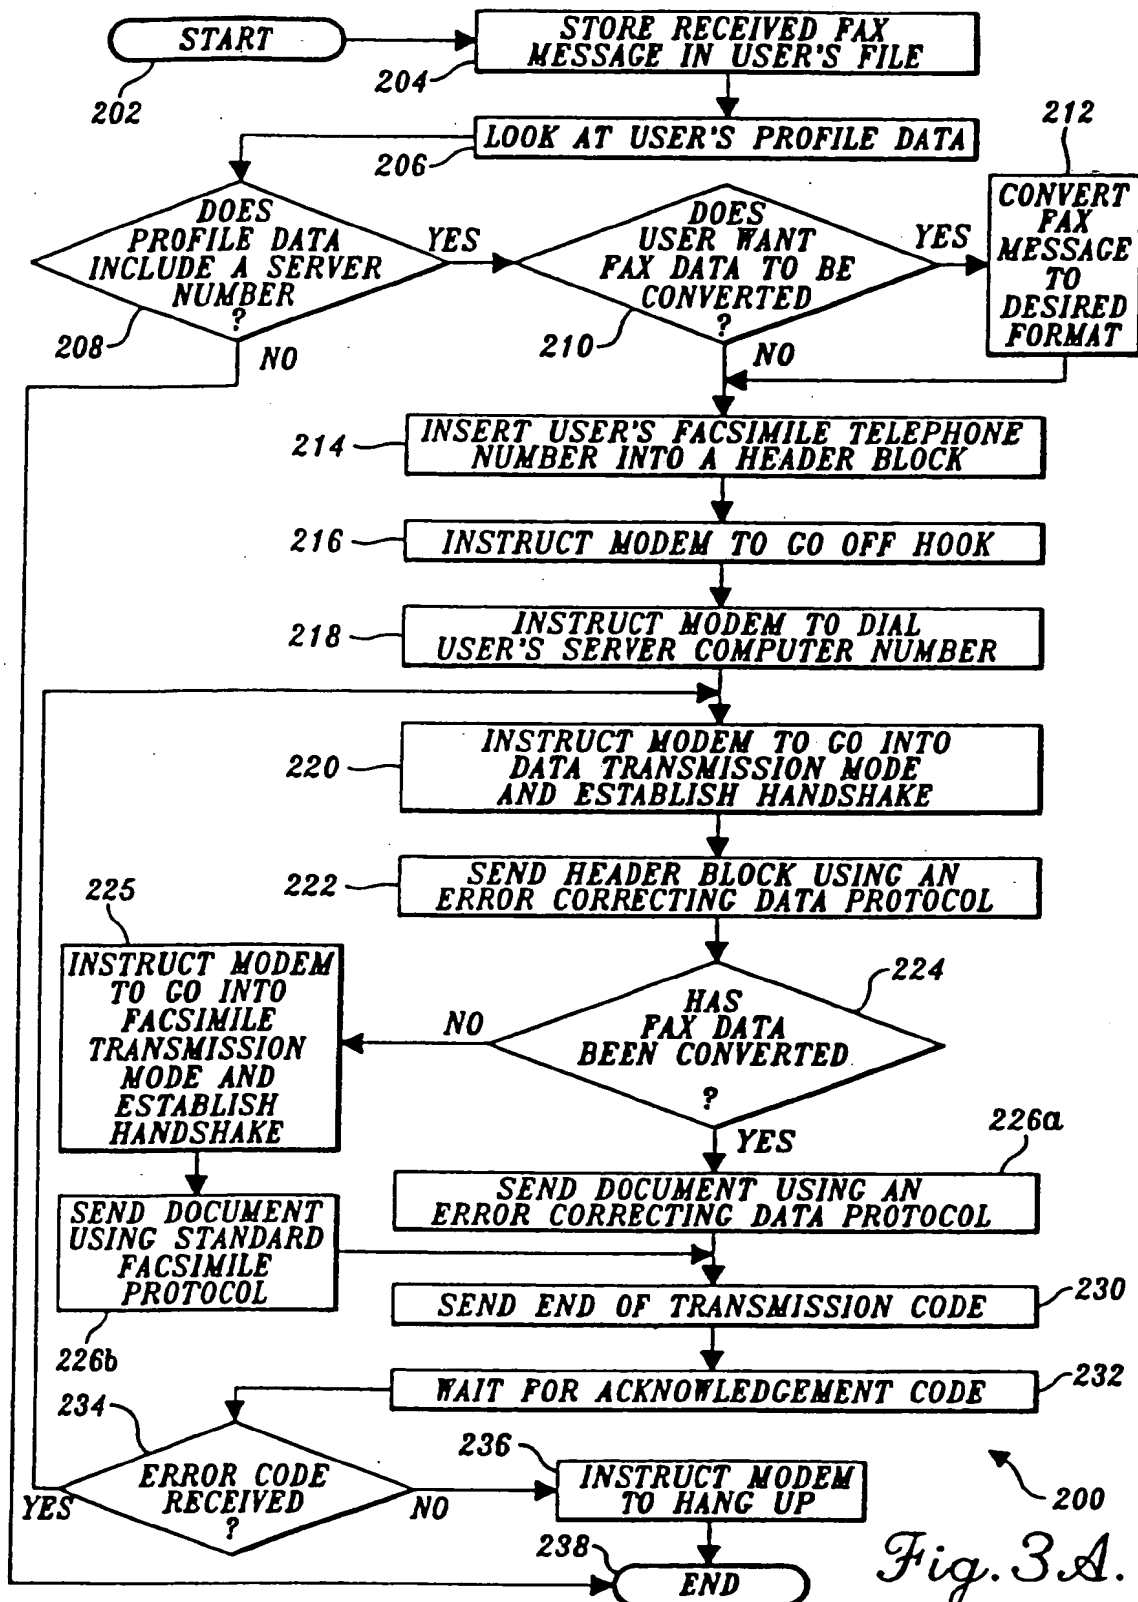 START
202
STORE RECEIVED FAX
MESSAGE IN USER'S FILE
204
LOOK AT USER'S PROFILE DATA
206
212
DOES
PROFILE DATA
INCLUDE A SERVER
NUMBER
?
208
YES
NO
DOES
USER WANT
FAX DATA TO BE
CONVERTED
?
210
YES
NO
CONVERT
FAX
MESSAGE
TO
DESIRED
FORMAT
214
INSERT USER'S FACSIMILE TELEPHONE
NUMBER INTO A HEADER BLOCK
216
INSTRUCT MODEM TO GO OFF HOOK
218
INSTRUCT MODEM TO DIAL
USER'S SERVER COMPUTER NUMBER
220
INSTRUCT MODEM TO GO INTO
DATA TRANSMISSION MODE
AND ESTABLISH HANDSHAKE
222
SEND HEADER BLOCK USING AN
ERROR CORRECTING DATA PROTOCOL
225
INSTRUCT MODEM
TO GO INTO
FACSIMILE
TRANSMISSION
MODE AND
ESTABLISH
HANDSHAKE
NO
224
HAS
FAX DATA
BEEN CONVERTED
?
YES
226a
SEND DOCUMENT USING AN
ERROR CORRECTING DATA PROTOCOL
SEND DOCUMENT
USING STANDARD
FACSIMILE
PROTOCOL
226b
SEND END OF TRANSMISSION CODE
230
WAIT FOR ACKNOWLEDGEMENT CODE
232
234
ERROR CODE
RECEIVED
?
YES
NO
236
INSTRUCT MODEM
TO HANG UP
200
238
END
Fig. 3A.